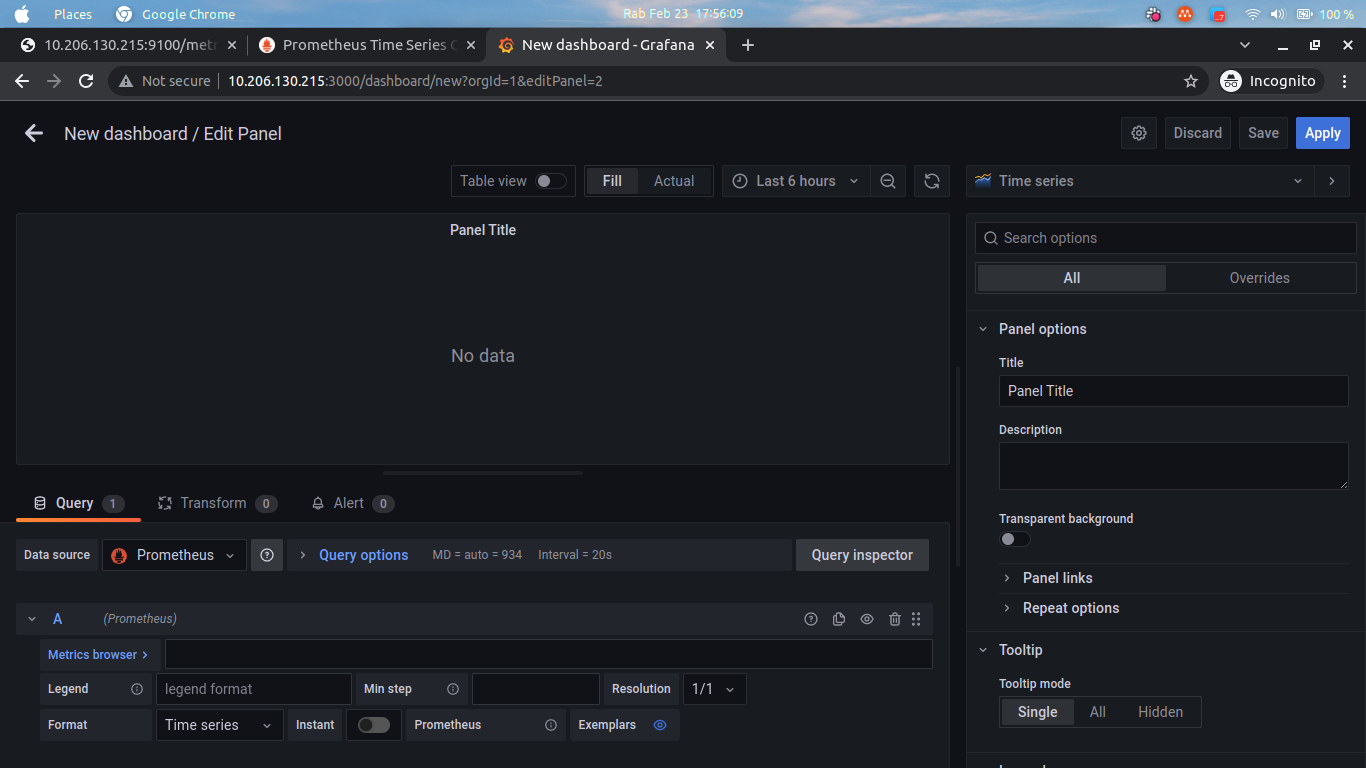 Places Google Chrome Rab Feb 23 17:56:09 100 %
10.206.130.215:9100/metr Prometheus Time Series C New dashboard - Grafana
Not secure 10.206.130.215:3000/dashboard/new?orgId=1&editPanel=2 Incognito
New dashboard / Edit Panel Discard Save Apply
Table view Fill Actual Last 6 hours Time series
Panel Title
No data
Search options
All Overrides
Panel options
Title
Panel Title
Description
Transparent background
Panel links
Repeat options
Tooltip
Tooltip mode
Single All Hidden
Query 1 Transform 0 Alert 0
Data source Prometheus Query options MD = auto = 934 Interval = 20s Query inspector
A (Prometheus)
Metrics browser >
Legend legend format Min step Resolution 1/1
Format Time series Instant Prometheus Exemplars